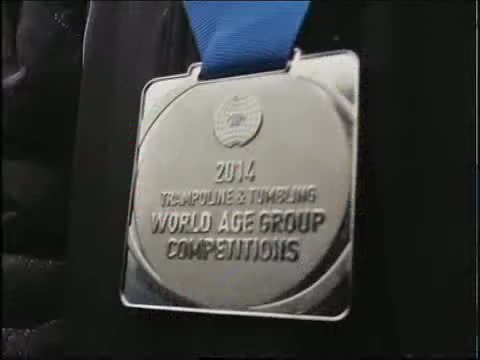 2014
TRAMPOLINE & TUMBLING
WORLD AGE GROUP
COMPETITIONS